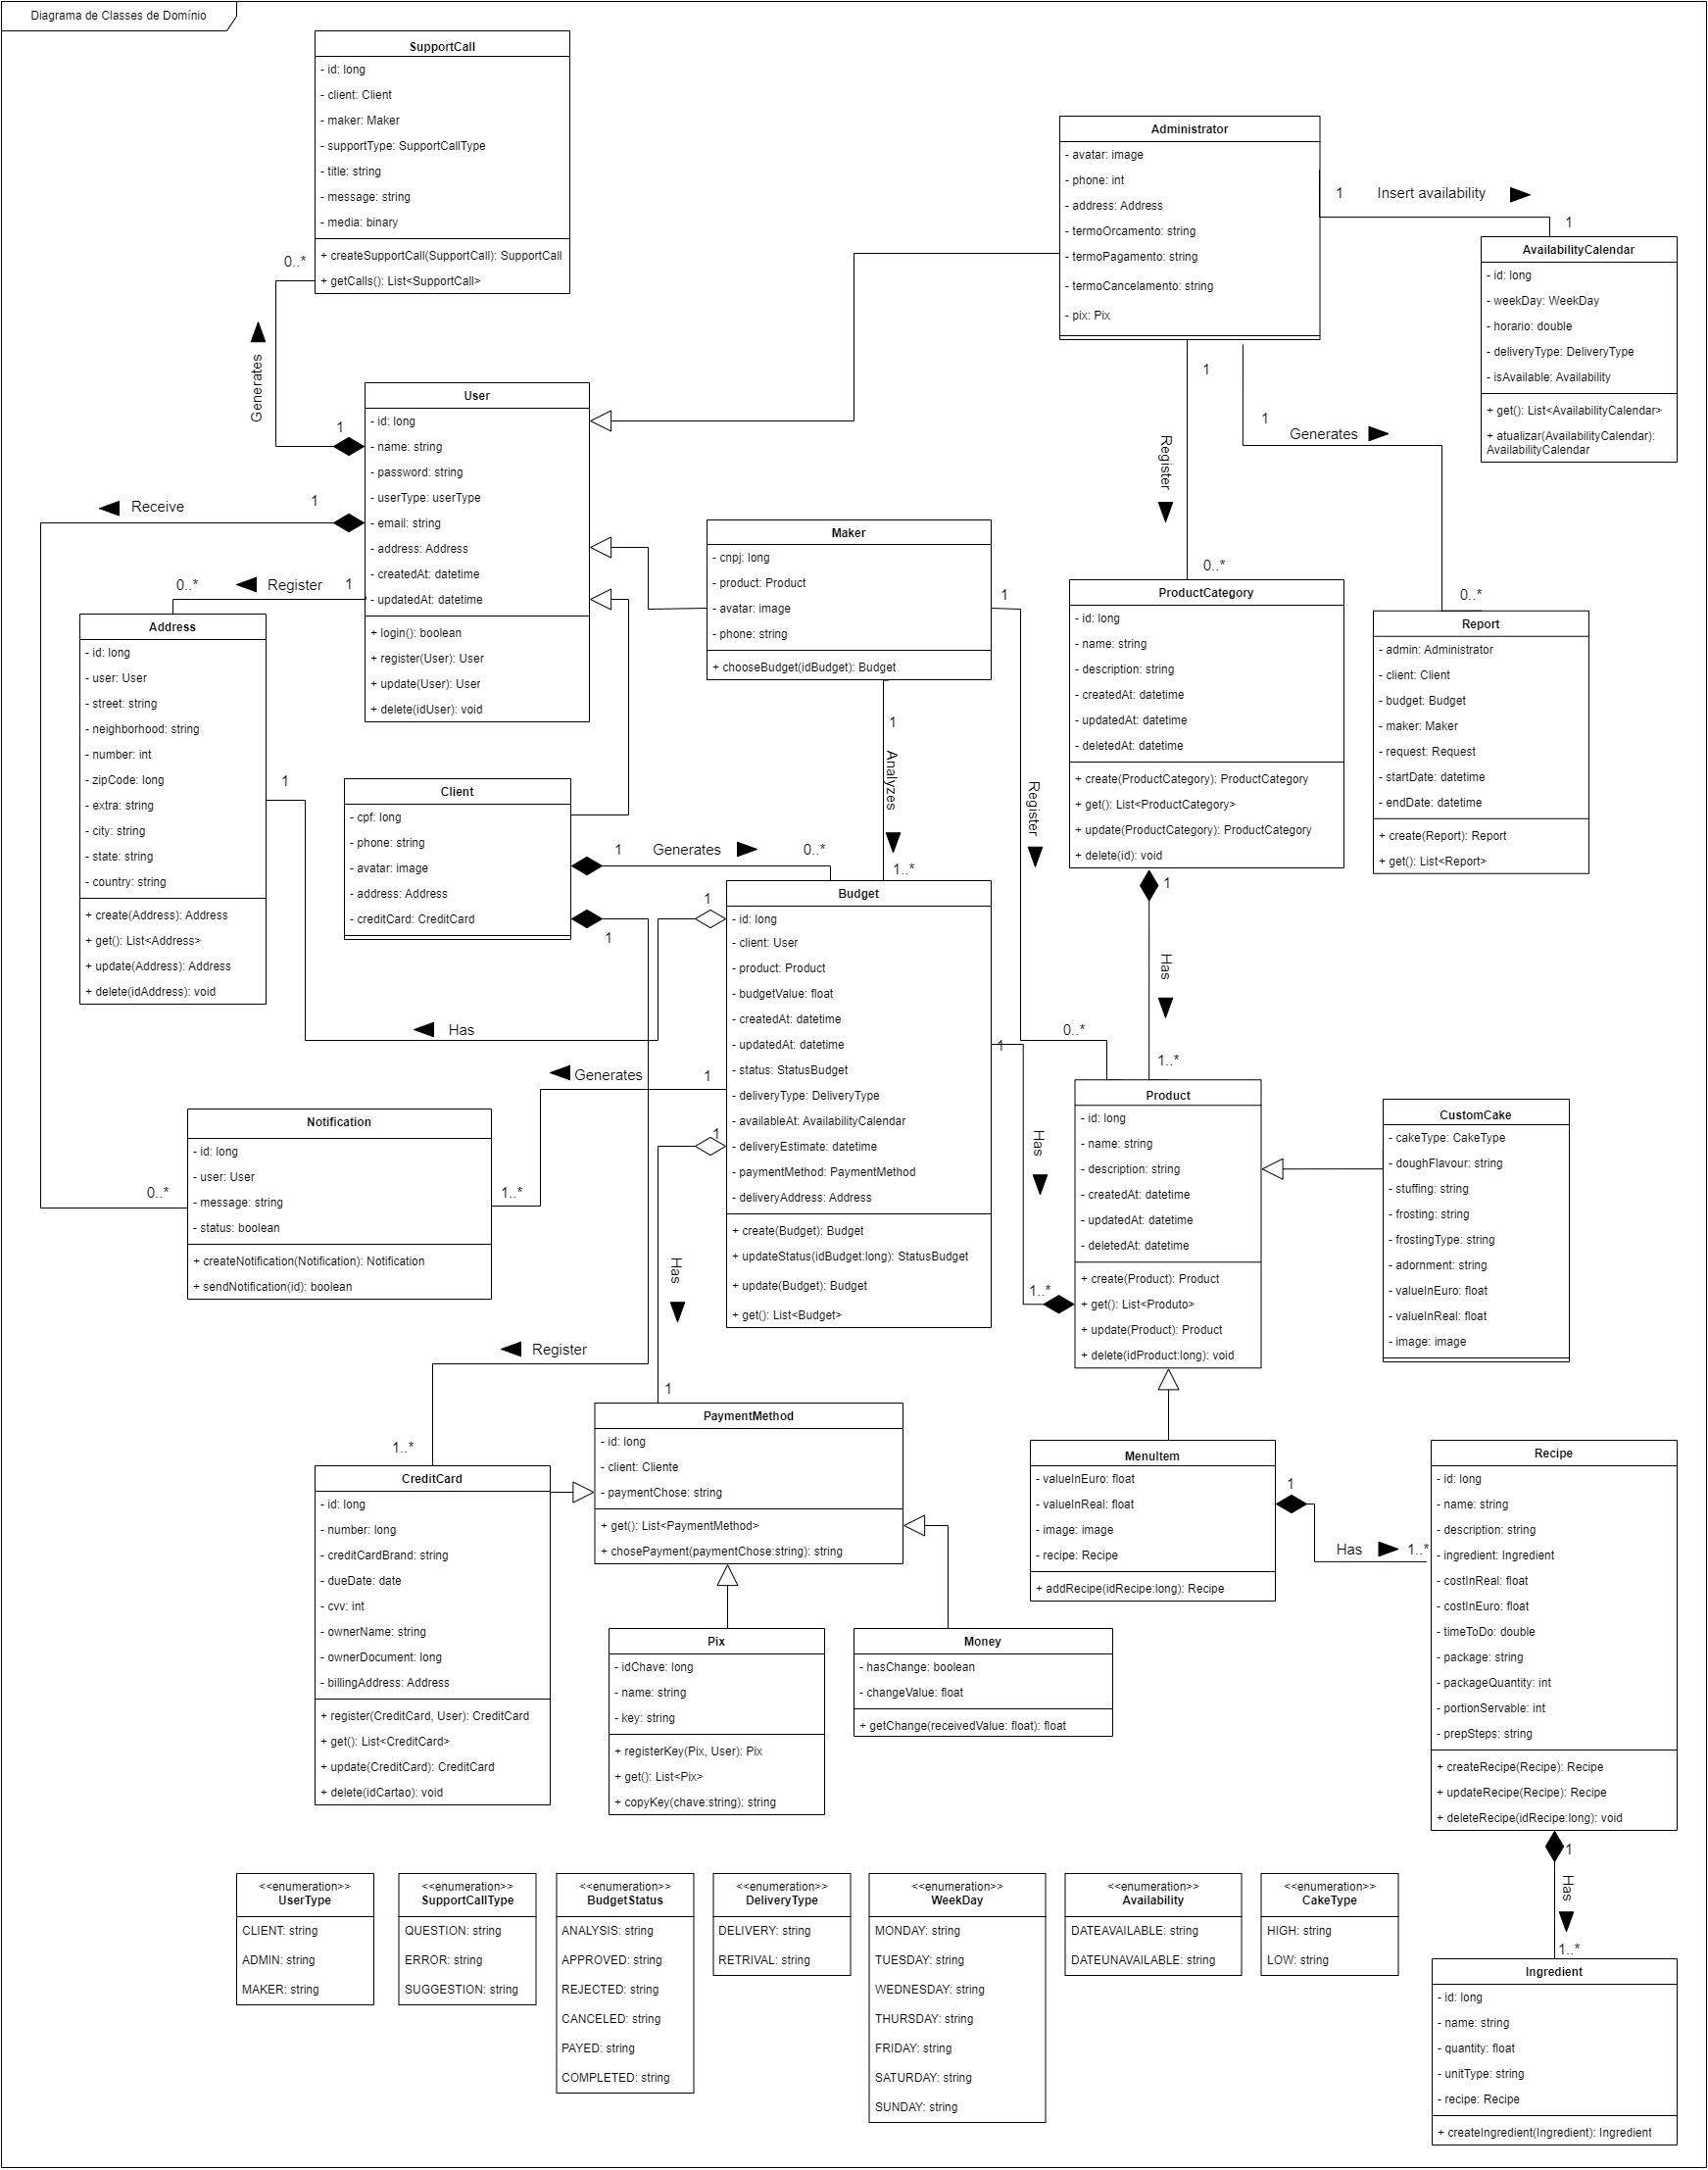 Diagrama de Classes de Domínio
SupportCall
- id: long
- client: Client
- maker: Maker
- supportType: SupportCallType
- title: string
- message: string
- media: binary
+ createSupportCall(SupportCall): SupportCall
+ getCalls(): List<SupportCall>
0..*
Generates
1
Administrator
- avatar: image
- phone: int
- address: Address
- termoOrcamento: string
- termoPagamento: string
- termoCancelamento: string
- pix: Pix
1
Insert availability
1
AvailabilityCalendar
- id: long
- weekDay: WeekDay
- horario: double
- deliveryType: DeliveryType
- isAvailable: Availability
+ get(): List<AvailabilityCalendar>
+ atualizar(AvailabilityCalendar):
AvailabilityCalendar
1
Register
0..*
1
Generates
0..*
User
- id: long
- name: string
- password: string
- userType: userType
- email: string
- address: Address
- createdAt: datetime
- updatedAt: datetime
+ login(): boolean
+ register(User): User
+ update(User): User
+ delete(idUser): void
1
Receive
0..*
1
Register
0..*
Maker
- cnpj: long
- product: Product
- avatar: image
- phone: string
+ chooseBudget(idBudget): Budget
1
Analyzes
1..*
1
Register
0..*
ProductCategory
- id: long
- name: string
- description: string
- createdAt: datetime
- updatedAt: datetime
- deletedAt: datetime
+ create(ProductCategory): ProductCategory
+ get(): List<ProductCategory>
+ update(ProductCategory): ProductCategory
+ delete(id): void
1
Has
1..*
Report
- admin: Administrator
- client: Client
- budget: Budget
- maker: Maker
- request: Request
- startDate: datetime
- endDate: datetime
+ create(Report): Report
+ get(): List<Report>
Address
- id: long
- user: User
- street: string
- neighborhood: string
- number: int
- zipCode: long
- extra: string
- city: string
- state: string
- country: string
+ create(Address): Address
+ get(): List<Address>
+ update(Address): Address
+ delete(idAddress): void
1
Has
1
Client
- cpf: long
- phone: string
- avatar: image
- address: Address
- creditCard: CreditCard
1
Generates
0..*
1
Register
1..*
Budget
- id: long
- client: User
- product: Product
- budgetValue: float
- createdAt: datetime
- updatedAt: datetime
- status: StatusBudget
- deliveryType: DeliveryType
- availableAt: AvailabilityCalendar
- deliveryEstimate: datetime
- paymentMethod: PaymentMethod
- deliveryAddress: Address
+ create(Budget): Budget
+ updateStatus(idBudget:long): StatusBudget
+ update(Budget): Budget
+ get(): List<Budget>
1
Generates
1..*
1
Has
1
1
Has
1..*
Notification
- id: long
- user: User
- message: string
- status: boolean
+ createNotification(Notification): Notification
+ sendNotification(id): boolean
Product
- id: long
- name: string
- description: string
- createdAt: datetime
- updatedAt: datetime
- deletedAt: datetime
+ create(Product): Product
+ get(): List<Produto>
+ update(Product): Product
+ delete(idProduct:long): void
CustomCake
- cakeType: CakeType
- doughFlavour: string
- stuffing: string
- frosting: string
- frostingType: string
- adornment: string
- valueInEuro: float
- valueInReal: float
- image: image
PaymentMethod
- id: long
- client: Cliente
- paymentChose: string
+ get(): List<PaymentMethod>
+ chosePayment(paymentChose:string): string
MenuItem
- valueInEuro: float
- valueInReal: float
- image: image
- recipe: Recipe
+ addRecipe(idRecipe:long): Recipe
1
Has
1..*
Recipe
- id: long
- name: string
- description: string
- ingredient: Ingredient
- costInReal: float
- costInEuro: float
- timeToDo: double
- package: string
- packageQuantity: int
- portionServable: int
- prepSteps: string
+ createRecipe(Recipe): Recipe
+ updateRecipe(Recipe): Recipe
+ deleteRecipe(idRecipe:long): void
1
Has
1..*
CreditCard
- id: long
- number: long
- creditCardBrand: string
- dueDate: date
- cvv: int
- ownerName: string
- ownerDocument: long
- billingAddress: Address
+ register(CreditCard, User): CreditCard
+ get(): List<CreditCard>
+ update(CreditCard): CreditCard
+ delete(idCartao): void
Pix
- idChave: long
- name: string
- key: string
+ registerKey(Pix, User): Pix
+ get(): List<Pix>
+ copyKey(chave:string): string
Money
- hasChange: boolean
- changeValue: float
+ getChange(receivedValue: float): float
<<enumeration>>
UserType
CLIENT: string
ADMIN: string
MAKER: string
<<enumeration>>
SupportCallType
QUESTION: string
ERROR: string
SUGGESTION: string
<<enumeration>>
BudgetStatus
ANALYSIS: string
APPROVED: string
REJECTED: string
CANCELED: string
PAYED: string
COMPLETED: string
<<enumeration>>
DeliveryType
DELIVERY: string
RETRIVAL: string
<<enumeration>>
WeekDay
MONDAY: string
TUESDAY: string
WEDNESDAY: string
THURSDAY: string
FRIDAY: string
SATURDAY: string
SUNDAY: string
<<enumeration>>
Availability
DATEAVAILABLE: string
DATEUNAVAILABLE: string
<<enumeration>>
CakeType
HIGH: string
LOW: string
Ingredient
- id: long
- name: string
- quantity: float
- unitType: string
- recipe: Recipe
+ createIngredient(Ingredient): Ingredient